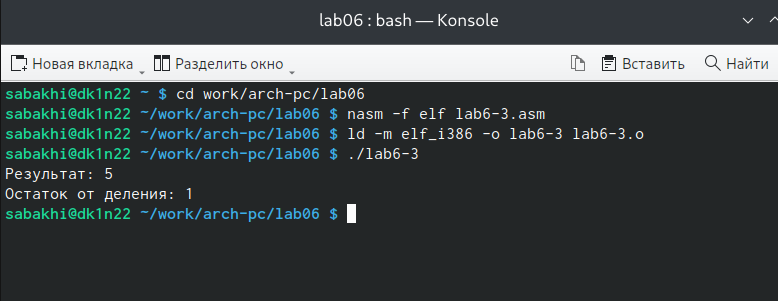 lab06 : bash — Konsole
Новая вкладка Разделить окно Вставить Найти
sabakhi@dk1n22 ~ $ cd work/arch-pc/lab06
sabakhi@dk1n22 ~/work/arch-pc/lab06 $ nasm -f elf lab6-3.asm
sabakhi@dk1n22 ~/work/arch-pc/lab06 $ ld -m elf_i386 -o lab6-3 lab6-3.o
sabakhi@dk1n22 ~/work/arch-pc/lab06 $ ./lab6-3
Результат: 5
Остаток от деления: 1
sabakhi@dk1n22 ~/work/arch-pc/lab06 $